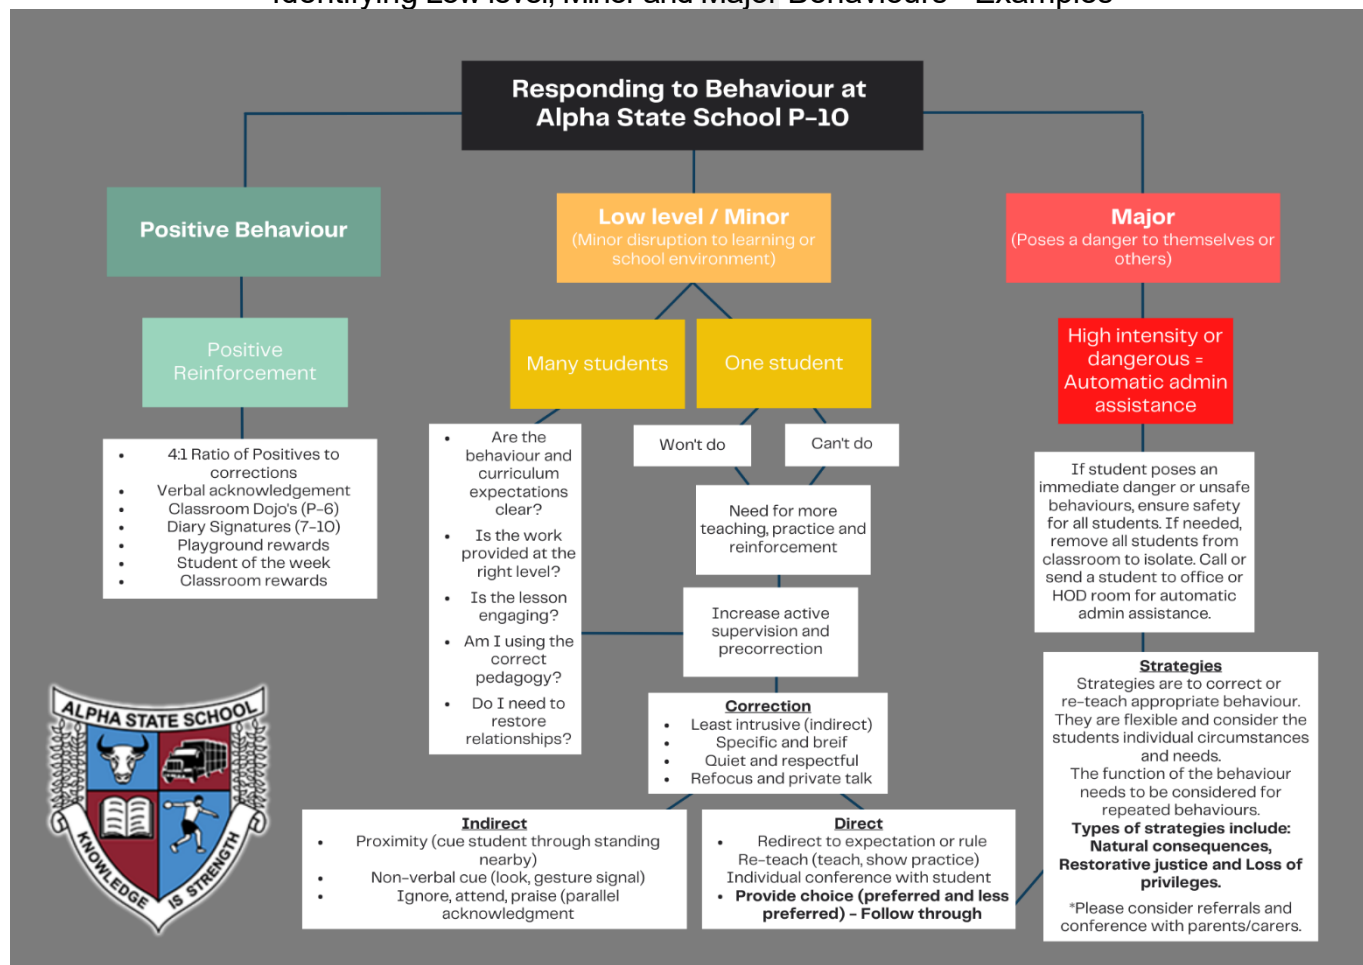 Identifying Low level, Minor and Major Behaviours - Examples
Responding to Behaviour at
Alpha State School P-10
Positive Behaviour
Positive
Reinforcement
• 4:1 Ratio of Positives to
corrections
• Verbal acknowledgement
• Classroom Dojo's (P-6)
• Diary Signatures (7-10)
• Playground rewards
• Student of the week
• Classroom rewards
Low level / Minor
(Minor disruption to learning or
school environment)
Many students
• Are the
behaviour and
curriculum
expectations
clear?
• Is the work
provided at the
right level?
• Is the lesson
engaging?
• Am I using the
correct
pedagogy?
• Do I need to
restore
relationships?
One student
Won't do
Can't do
Need for more
teaching, practice and
reinforcement
Increase active
supervision and
precorrection
Correction
• Least intrusive (indirect)
• Specific and breif
• Quiet and respectful
• Refocus and private talk
Indirect
• Proximity (cue student through standing
nearby)
• Non-verbal cue (look, gesture signal)
• Ignore, attend, praise (parallel
acknowledgment
Direct
• Redirect to expectation or rule
Re-teach (teach, show practice)
Individual conference with student
• Provide choice (preferred and less
preferred) - Follow through
Major
(Poses a danger to themselves or
others)
High intensity or
dangerous =
Automatic admin
assistance
If student poses an
immediate danger or unsafe
behaviours, ensure safety
for all students. If needed,
remove all students from
classroom to isolate. Call or
send a student to office or
HOD room for automatic
admin assistance.
Strategies
Strategies are to correct or
re-teach appropriate behaviour.
They are flexible and consider the
students individual circumstances
and needs.
The function of the behaviour
needs to be considered for
repeated behaviours.
Types of strategies include:
Natural consequences,
Restorative justice and Loss of
privileges.
*Please consider referrals and
conference with parents/carers.
ALPHA STATE SCHOOL
KNOWLEDGE IS STRENGTH